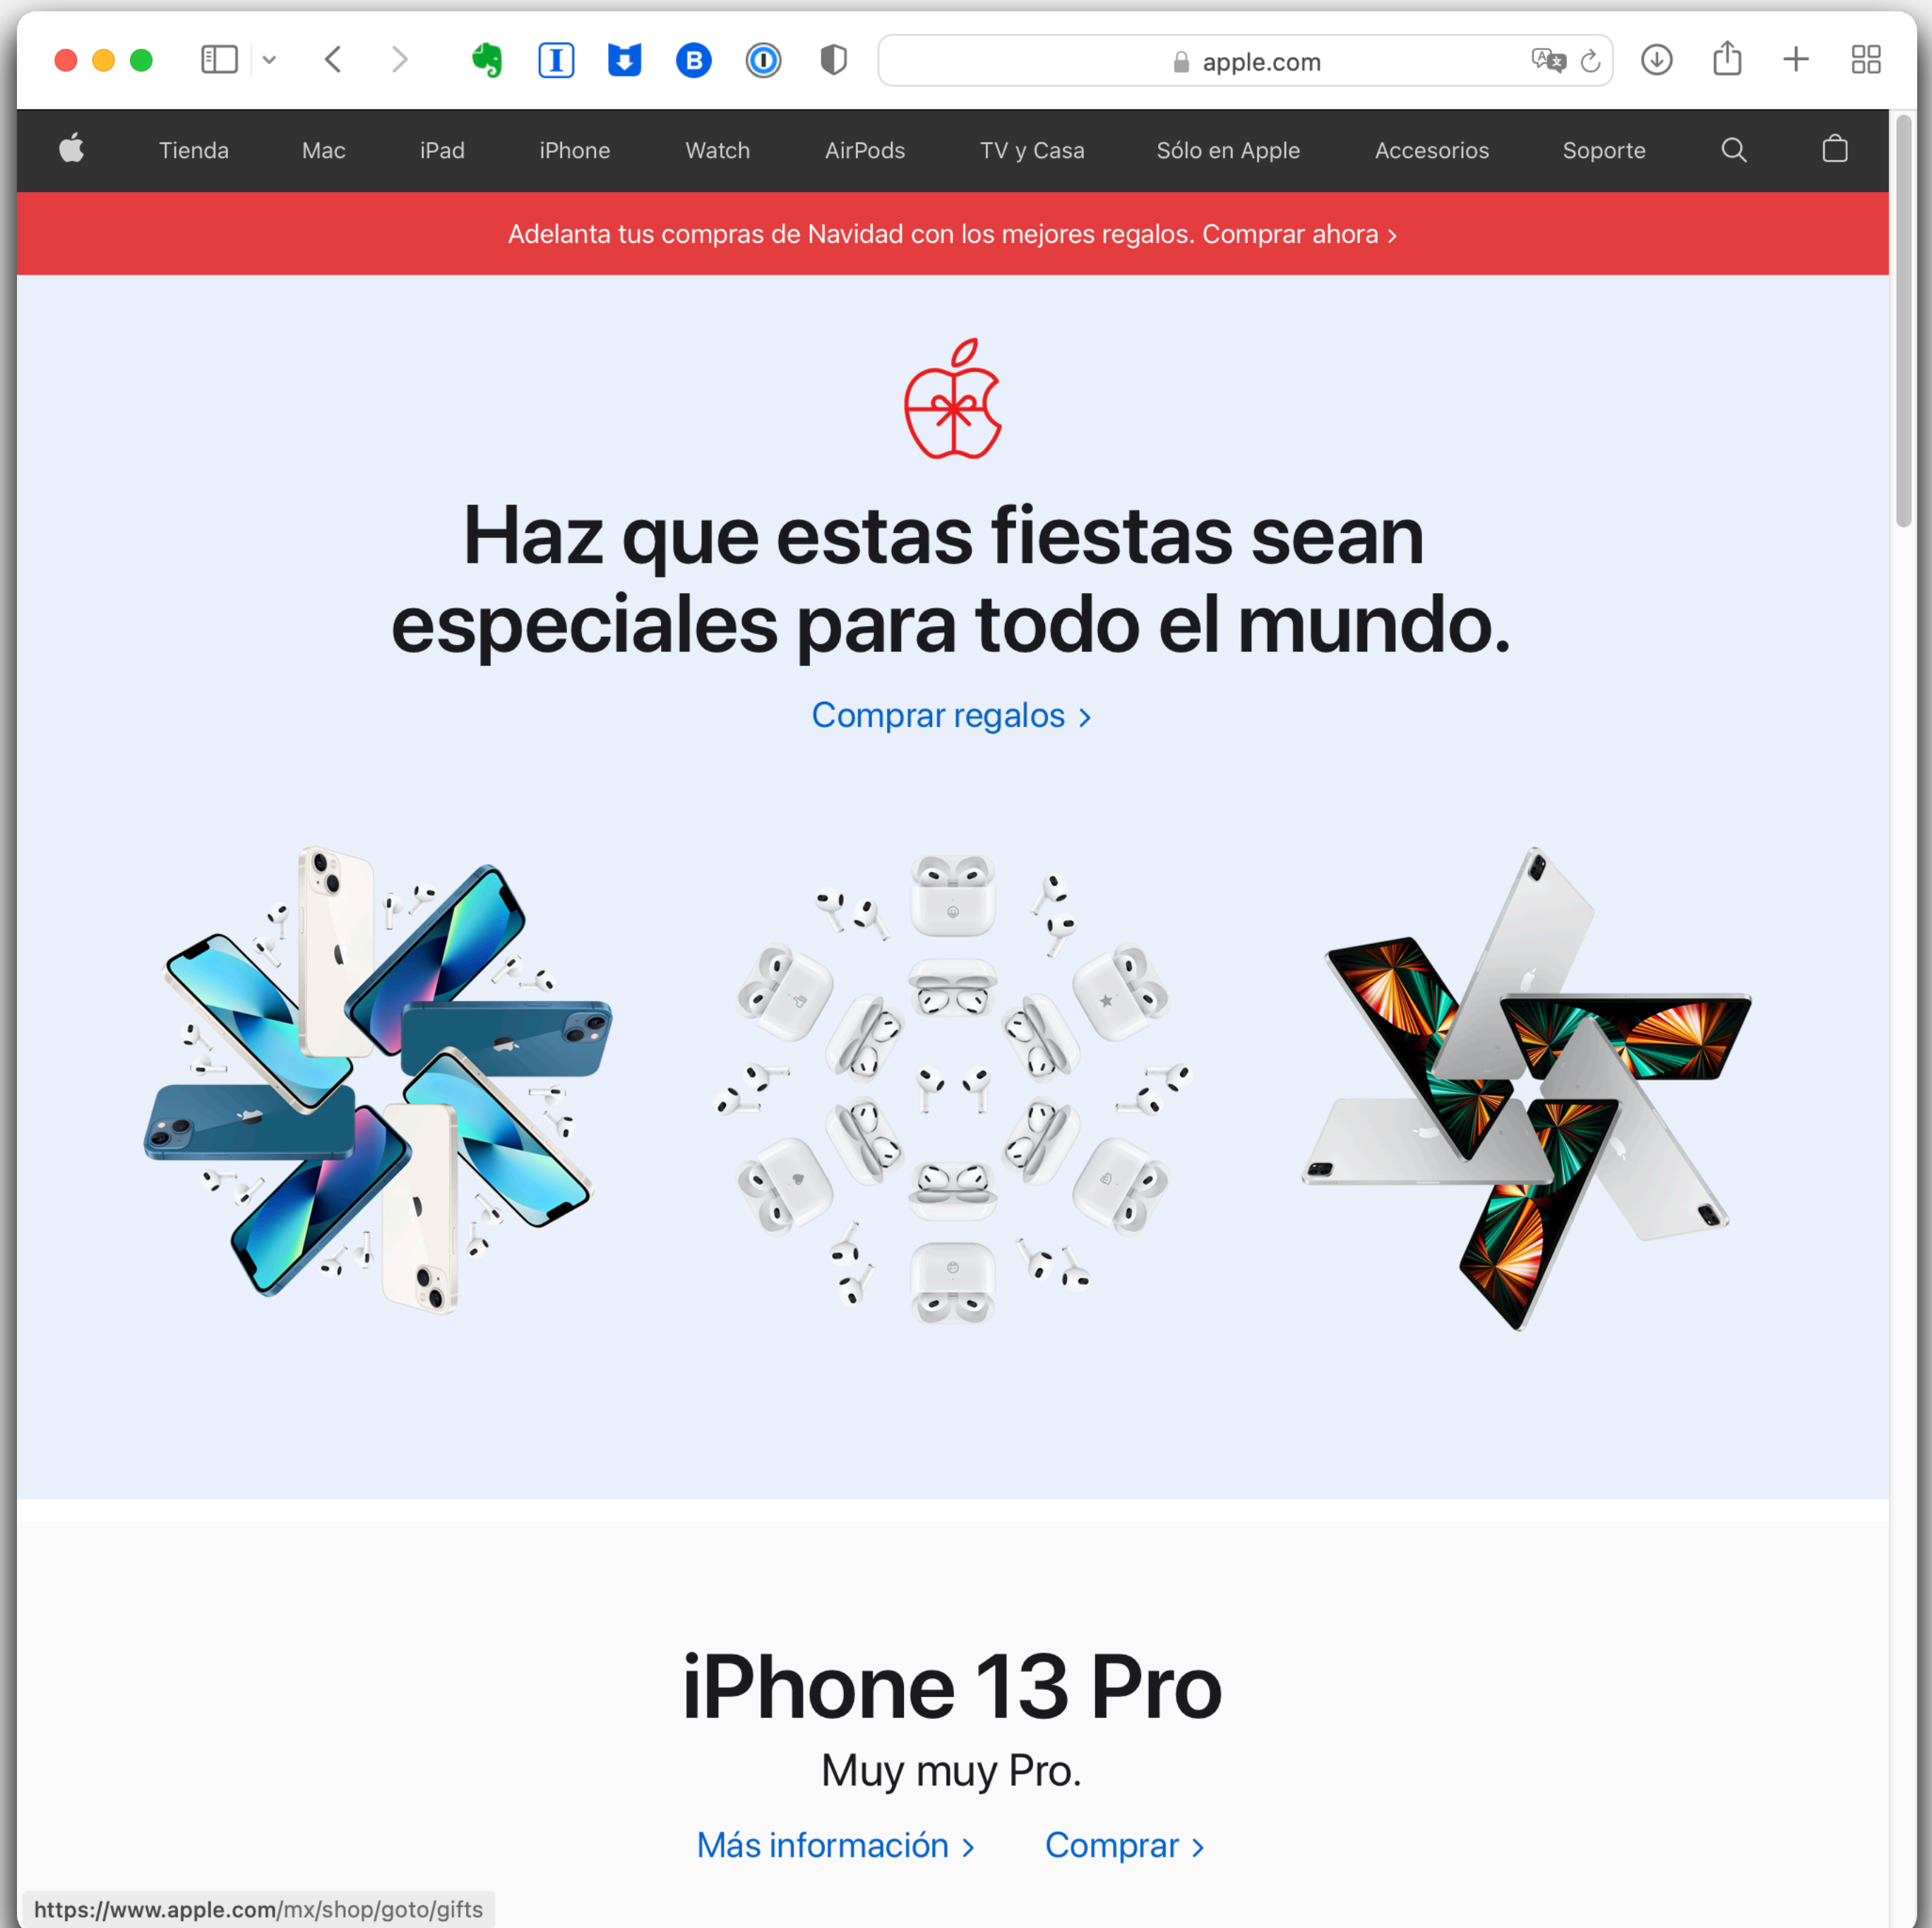 apple.com
Tienda Mac iPad iPhone Watch AirPods TV y Casa Sólo en Apple Accesorios Soporte
Adelanta tus compras de Navidad con los mejores regalos. Comprar ahora >
Haz que estas fiestas sean
especiales para todo el mundo.
Comprar regalos >
iPhone 13 Pro
Muy muy Pro.
Más información > Comprar >
https://www.apple.com/mx/shop/goto/gifts